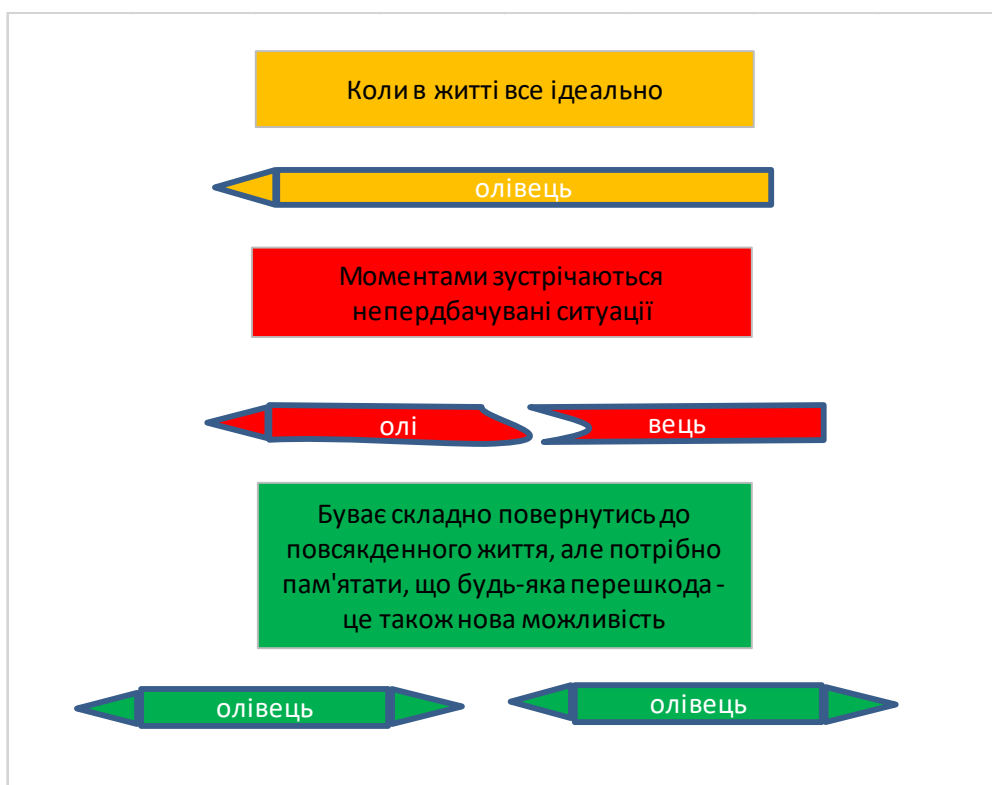 Коли в житті все ідеально
олівець
Моментами зустрічаються
непердбачувані ситуації
олі вець
Буває складно повернутись до
повсякденного життя, але потрібно
пам'ятати, що будь-яка перешкода -
це також нова можливість
олівець олівець